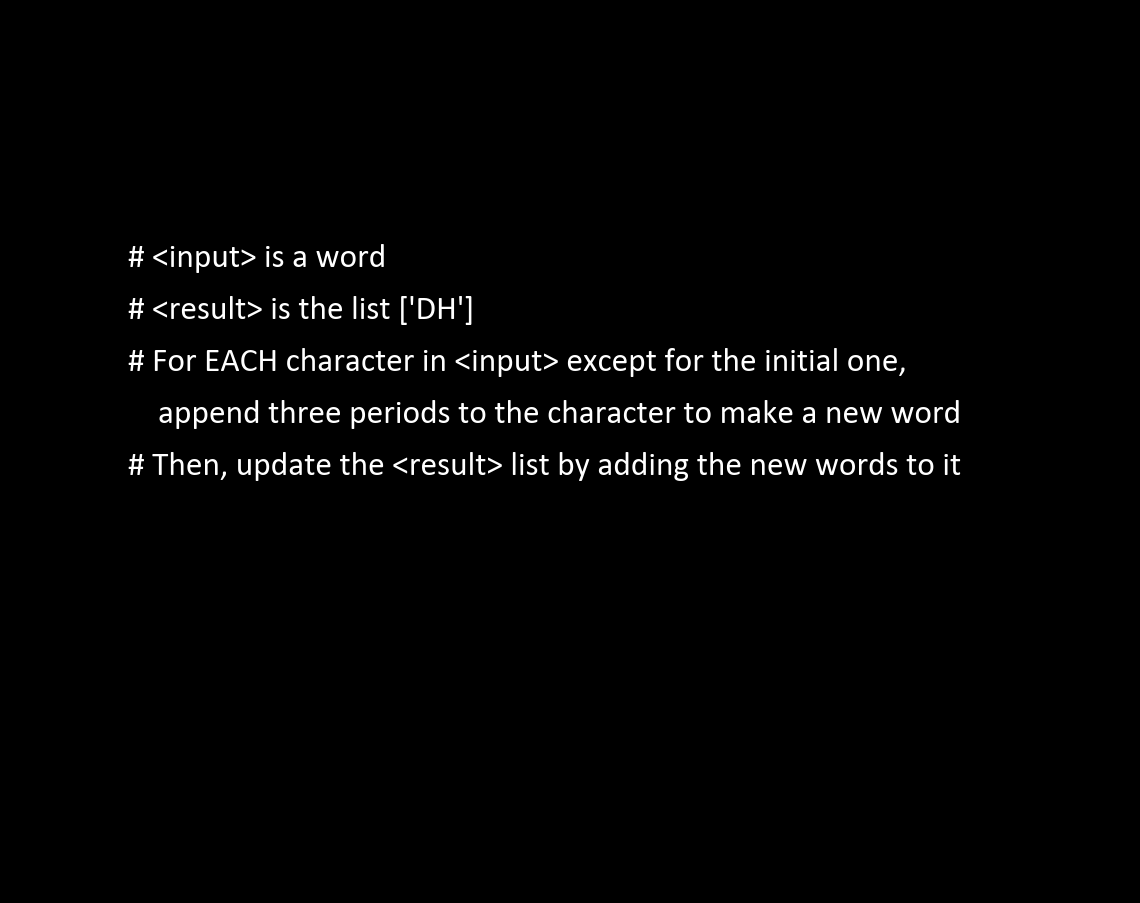 # <input> is a word
# <result> is the list ['DH']
# For EACH character in <input> except for the initial one,
append three periods to the character to make a new word
# Then, update the <result> list by adding the new words to it